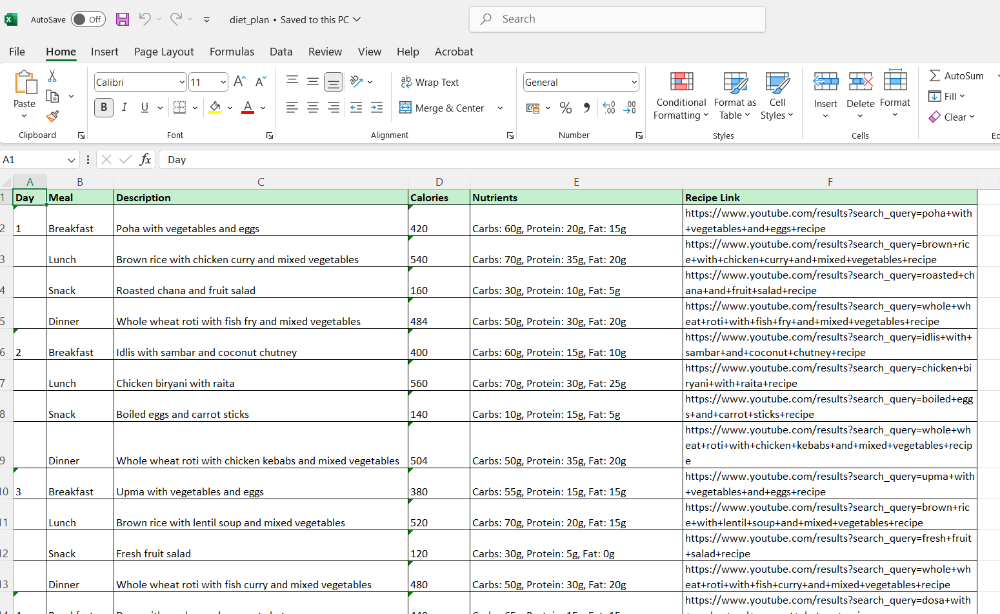 AutoSave Off diet_plan • Saved to this PC Search
File Home Insert Page Layout Formulas Data Review View Help Acrobat
Paste
Clipboard
Calibri 11
B I U
Font
Wrap Text
Merge & Center
Alignment
General
Number
Conditional Formatting
Format as Table
Cell Styles
Styles
Insert Delete Format
Cells
AutoSum
Fill
Clear
A1 fx Day
A B C D E F
1 Day Meal Description Calories Nutrients Recipe Link
https://www.youtube.com/results?search_query=poha+with
2 1 Breakfast Poha with vegetables and eggs 420 Carbs: 60g, Protein: 20g, Fat: 15g +vegetables+and+eggs+recipe
https://www.youtube.com/results?search_query=brown+ric
3 Lunch Brown rice with chicken curry and mixed vegetables 540 Carbs: 70g, Protein: 35g, Fat: 20g e+with+chicken+curry+and+mixed+vegetables+recipe
https://www.youtube.com/results?search_query=roasted+ch
4 Snack Roasted chana and fruit salad 160 Carbs: 30g, Protein: 10g, Fat: 5g ana+and+fruit+salad+recipe
https://www.youtube.com/results?search_query=whole+wh
5 Dinner Whole wheat roti with fish fry and mixed vegetables 484 Carbs: 50g, Protein: 30g, Fat: 20g eat+roti+with+fish+fry+and+mixed+vegetables+recipe
https://www.youtube.com/results?search_query=idlis+with+
6 2 Breakfast Idlis with sambar and coconut chutney 400 Carbs: 60g, Protein: 15g, Fat: 10g sambar+and+coconut+chutney+recipe
https://www.youtube.com/results?search_query=chicken+bi
7 Lunch Chicken biryani with raita 560 Carbs: 70g, Protein: 30g, Fat: 25g ryani+with+raita+recipe
https://www.youtube.com/results?search_query=boiled+egg
8 Snack Boiled eggs and carrot sticks 140 Carbs: 10g, Protein: 15g, Fat: 5g s+and+carrot+sticks+recipe
https://www.youtube.com/results?search_query=whole+wh
eat+roti+with+chicken+kebabs+and+mixed+vegetables+recip
9 Dinner Whole wheat roti with chicken kebabs and mixed vegetables 504 Carbs: 50g, Protein: 35g, Fat: 20g e
https://www.youtube.com/results?search_query=upma+with
10 3 Breakfast Upma with vegetables and eggs 380 Carbs: 55g, Protein: 15g, Fat: 15g +vegetables+and+eggs+recipe
https://www.youtube.com/results?search_query=brown+ric
11 Lunch Brown rice with lentil soup and mixed vegetables 520 Carbs: 70g, Protein: 20g, Fat: 15g e+with+lentil+soup+and+mixed+vegetables+recipe
https://www.youtube.com/results?search_query=fresh+fruit
12 Snack Fresh fruit salad 120 Carbs: 30g, Protein: 5g, Fat: 0g +salad+recipe
https://www.youtube.com/results?search_query=whole+wh
13 Dinner Whole wheat roti with fish curry and mixed vegetables 480 Carbs: 50g, Protein: 30g, Fat: 20g eat+roti+with+fish+curry+and+mixed+vegetables+recipe
https://www.youtube.com/results?search_query=dosa+with